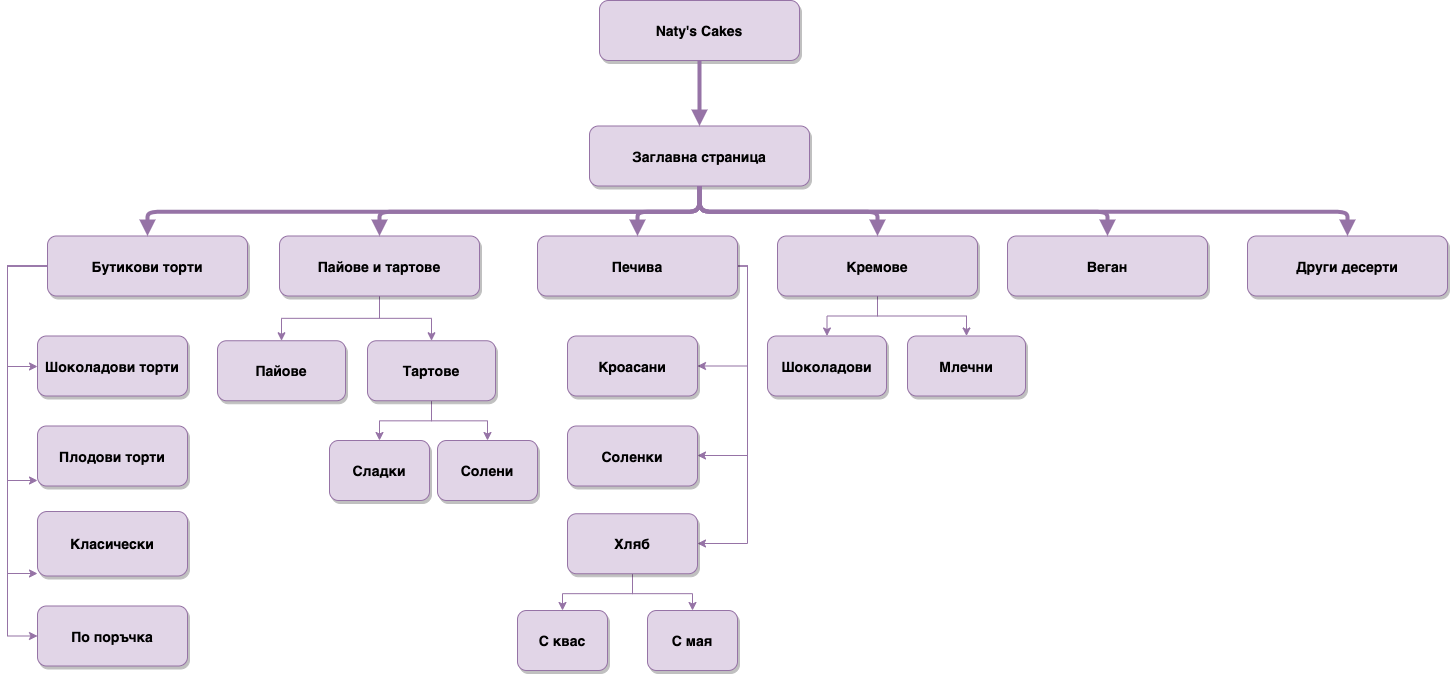 Naty's Cakes
Заглавна страница
Бутикови торти
Пайове и тартове
Печива
Кремове
Веган
Други десерти
Шоколадови торти
Пайове
Тартове
Кроасани
Шоколадови
Млечни
Плодови торти
Сладки
Солени
Соленки
Класически
Хляб
По поръчка
С квас
С мая